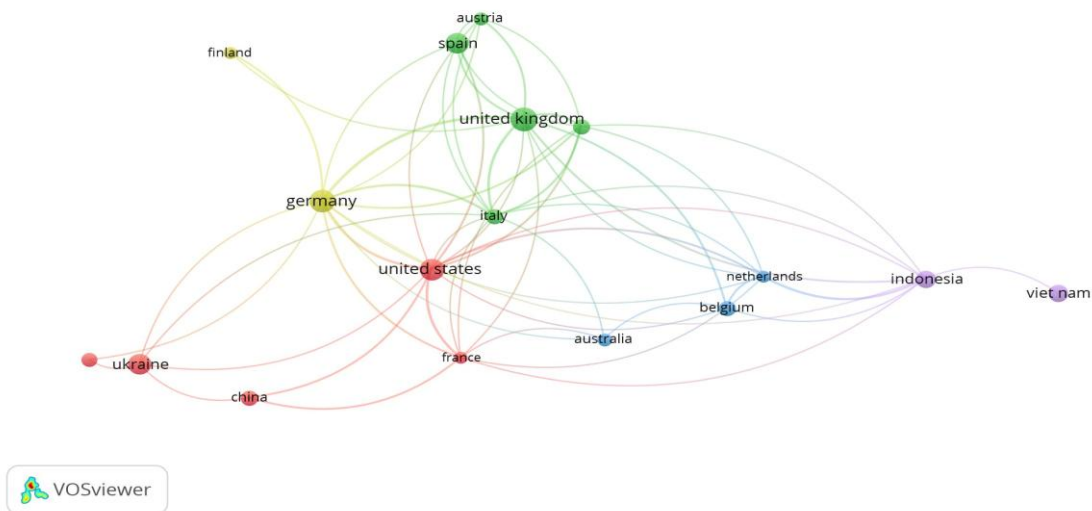 austria
spain
finland
united kingdom
germany
italy
united states
netherlands
indonesia
viet nam
belgium
australia
france
ukraine
china
VOSviewer